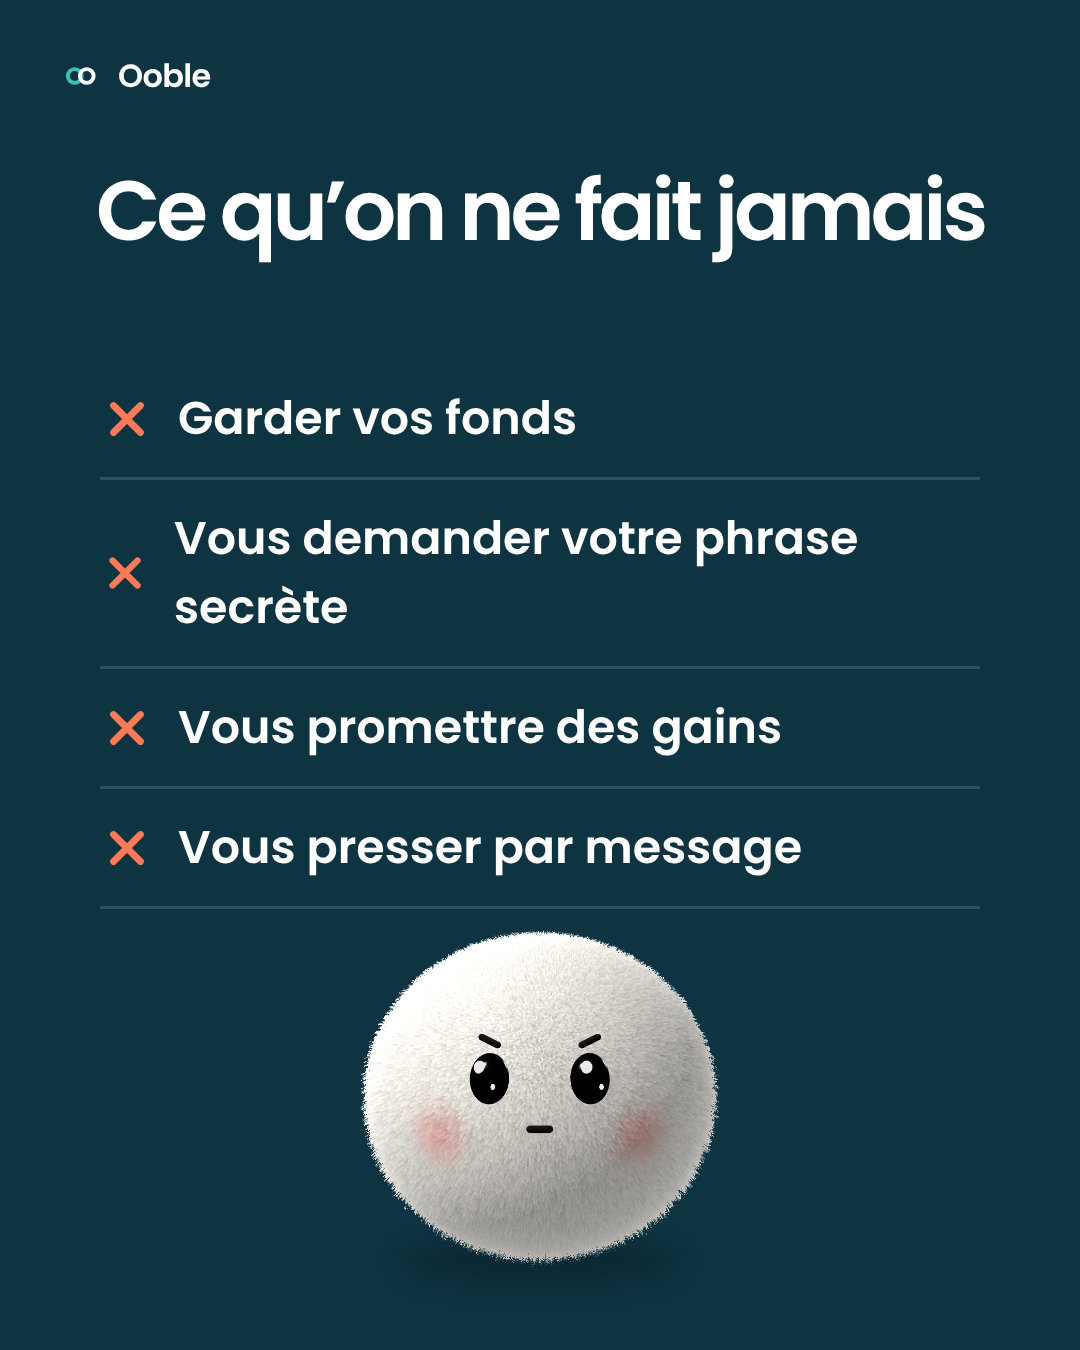 Ooble
Ce qu’on ne fait jamais
Garder vos fonds
Vous demander votre phrase
secrète
Vous promettre des gains
Vous presser par message